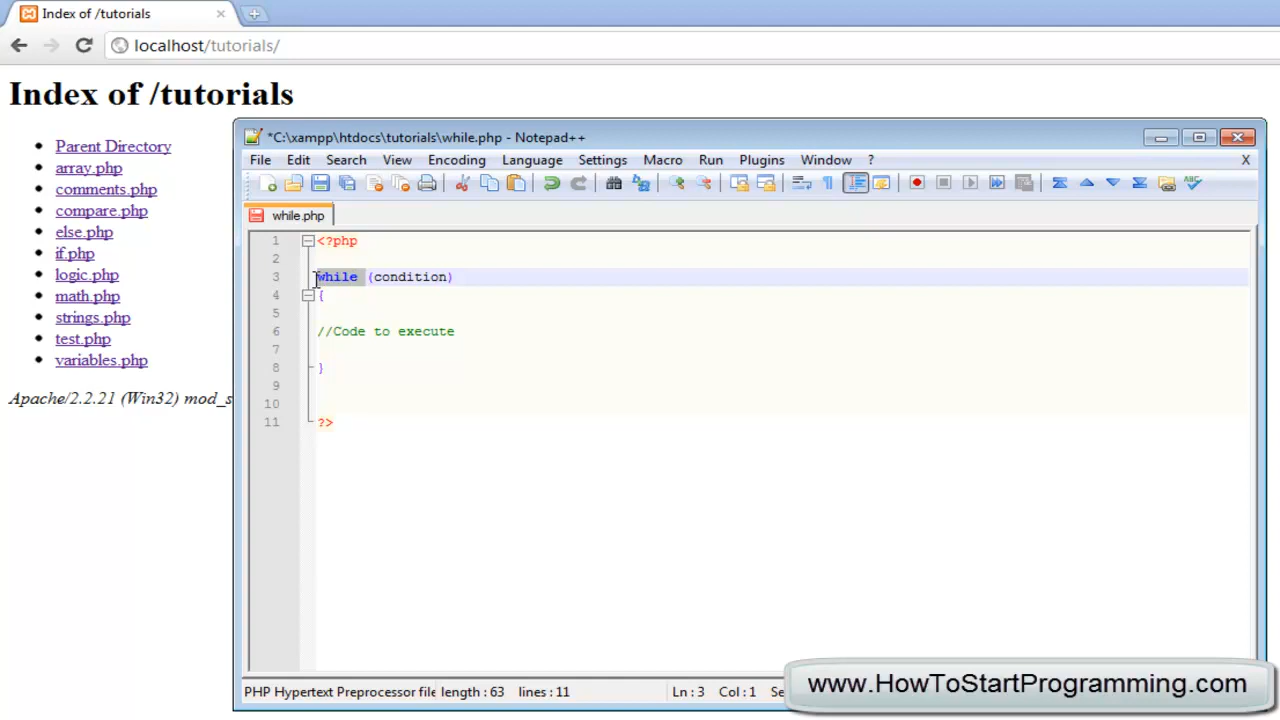 Index of /tutorials
localhost/tutorials/
Index of /tutorials
Parent Directory
array.php
comments.php
compare.php
else.php
if.php
logic.php
math.php
strings.php
test.php
variables.php
Apache/2.2.21 (Win32) mod_s
*C:\xampp\htdocs\tutorials\while.php - Notepad++
File Edit Search View Encoding Language Settings Macro Run Plugins Window ? X
while.php
1 <?php
2
3 while (condition)
4 {
5
6 //Code to execute
7
8 }
9
10
11 ?>
PHP Hypertext Preprocessor file length : 63 lines : 11 Ln : 3 Col : 1 Se
www.HowToStartProgramming.com